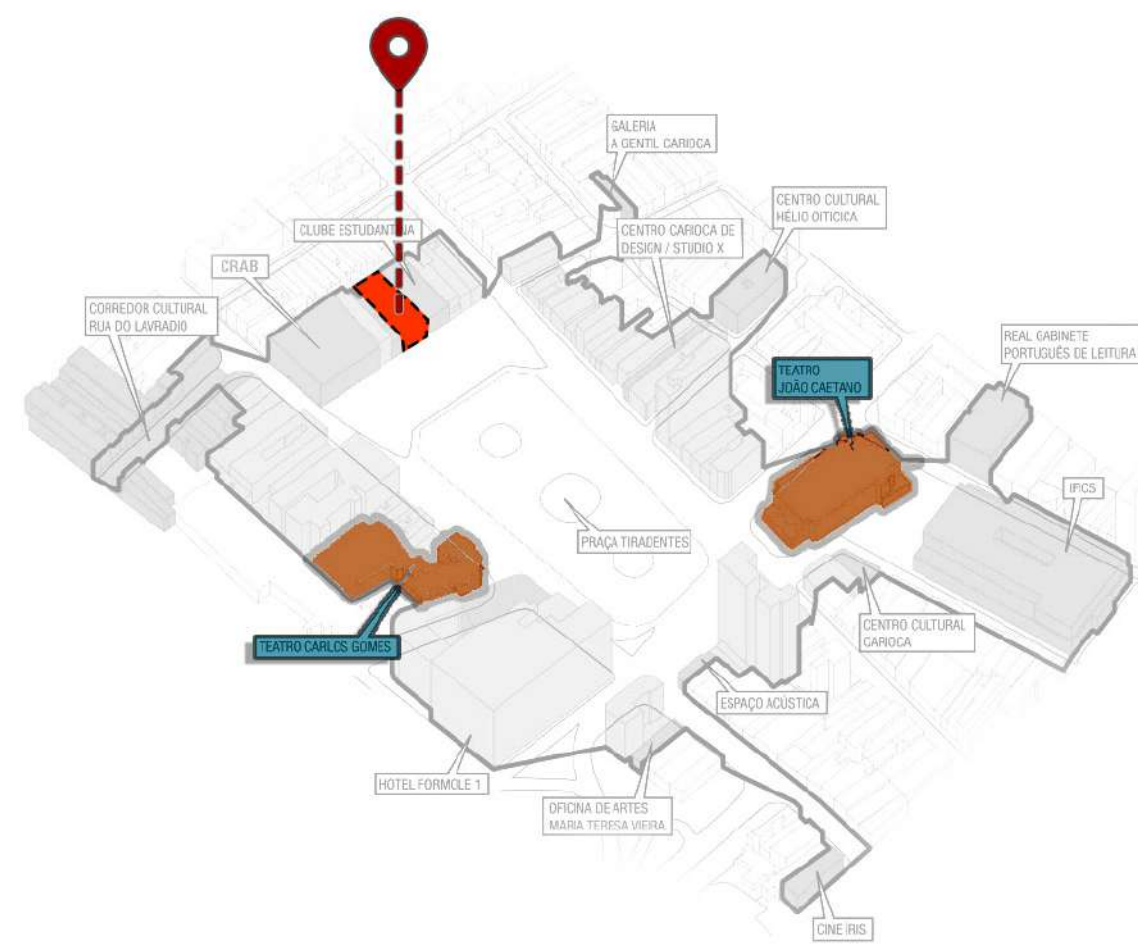 GALERIA
A GENTIL CARIOCA
CENTRO CULTURAL
HÉLIO OITICICA
CLUBE ESTUDANTINA
CENTRO CARIOCA DE
DESIGN / STUDIO X
CRAB
CORREDOR CULTURAL
RUA DO LAVRADIO
REAL GABINETE
PORTUGUÊS DE LEITURA
TEATRO
JOÃO CAETANO
IFICS
PRAÇA TIRADENTES
CENTRO CULTURAL
CARIOCA
TEATRO CARLOS GOMES
ESPAÇO ACÚSTICA
HOTEL FORMOLE 1
OFICINA DE ARTES
MARIA TERESA VIEIRA
CINE IRIS